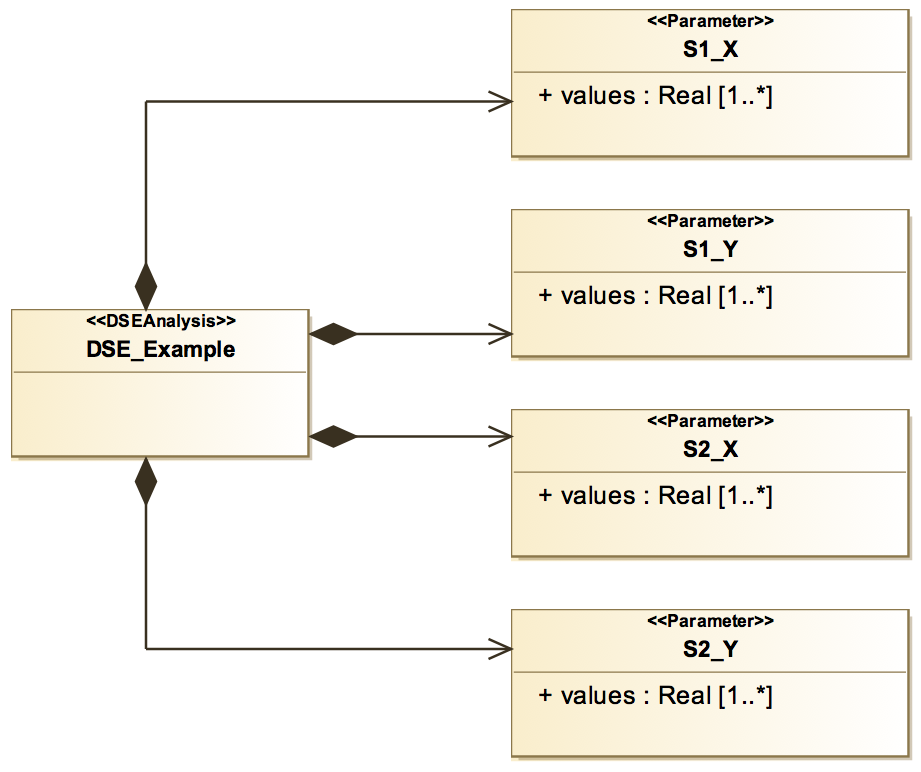 <<Parameter>>
S1_X
+ values : Real [1..*]
<<Parameter>>
S1_Y
+ values : Real [1..*]
<<DSEAnalysis>>
DSE_Example
<<Parameter>>
S2_X
+ values : Real [1..*]
<<Parameter>>
S2_Y
+ values : Real [1..*]